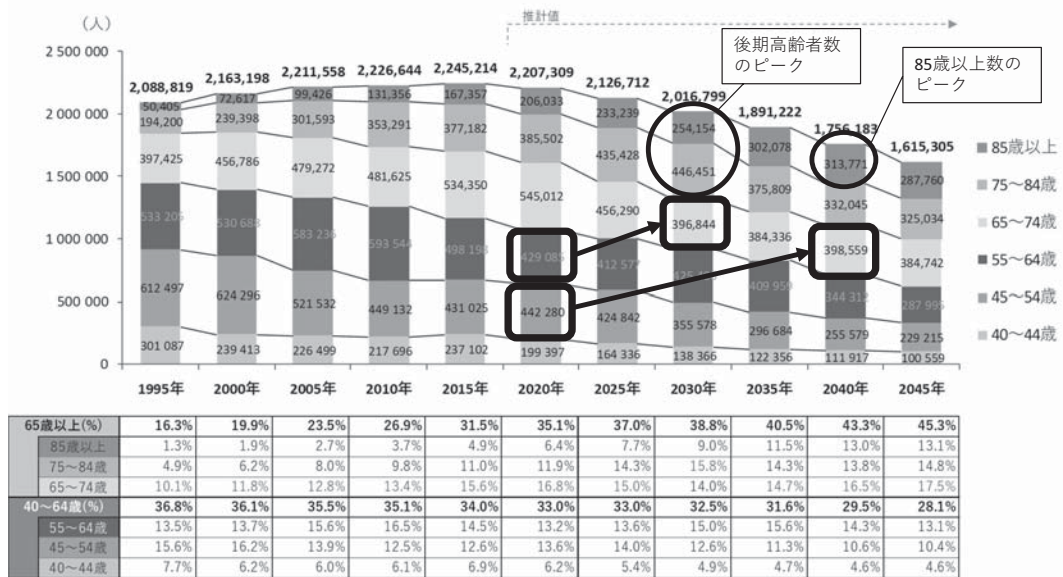 （人）
推計値
後期高齢者数
のピーク
85歳以上数の
ピーク
2 500 000
2 000 000
1 500 000
1 000 000
500 000
0
2,088,819 2,163,198 2,211,558 2,226,644 2,245,214 2,207,309 2,126,712 2,016,799 1,891,222 1,756,183 1,615,305
50,405 72,617 99,426 131,356 167,357 206,033 233,239 254,154 302,078 313,771 287,760
194,200 239,398 301,593 353,291 377,182 385,502 435,428 446,451 375,809 332,045 325,034
397,425 456,786 479,272 481,625 534,350 545,012 456,290 396,844 384,336 398,559 384,742
533 205 530 688 583 236 593 544 498 198 429 085 412 577 409 959 344 312 287 995
612 497 624 296 521 532 449 132 431 025 442 280 424 842 355 578 296 684 255 579 229 215
301 087 239 413 226 499 217 696 237 102 199 397 164 336 138 366 122 356 111 917 100 559
85歳以上
75～84歳
65～74歳
55～64歳
45～54歳
40～44歳
1995年 2000年 2005年 2010年 2015年 2020年 2025年 2030年 2035年 2040年 2045年
65歳以上(%) 16.3% 19.9% 23.5% 26.9% 31.5% 35.1% 37.0% 38.8% 40.5% 43.3% 45.3%
85歳以上 1.3% 1.9% 2.7% 3.7% 4.9% 6.4% 7.7% 9.0% 11.5% 13.0% 13.1%
75～84歳 4.9% 6.2% 8.0% 9.8% 11.0% 11.9% 14.3% 15.8% 14.3% 13.8% 14.8%
65～74歳 10.1% 11.8% 12.8% 13.4% 15.6% 16.8% 15.0% 14.0% 14.7% 16.5% 17.5%
40～64歳(%) 36.8% 36.1% 35.5% 35.1% 34.0% 33.0% 33.0% 32.5% 31.6% 29.5% 28.1%
55～64歳 13.5% 13.7% 15.6% 16.5% 14.5% 13.2% 13.6% 15.0% 15.6% 14.3% 13.1%
45～54歳 15.6% 16.2% 13.9% 12.5% 12.6% 13.6% 14.0% 12.6% 11.3% 10.6% 10.4%
40～44歳 7.7% 6.2% 6.0% 6.1% 6.9% 6.2% 5.4% 4.9% 4.7% 4.6% 4.6%